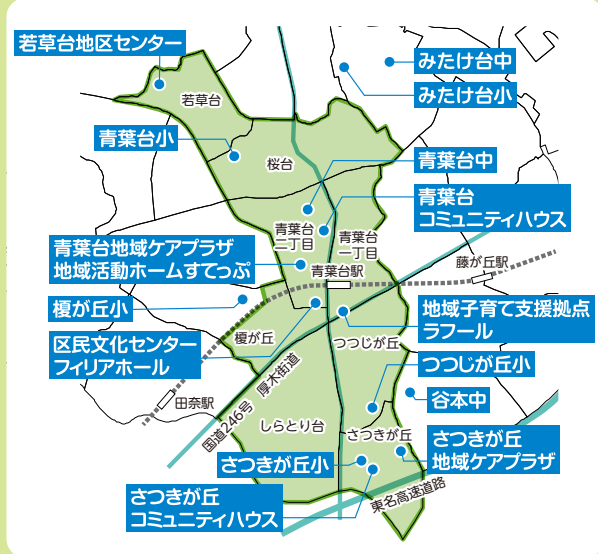 若草台地区センター
みたけ台中
みたけ台小
若草台
青葉台小
桜台
青葉台中
青葉台
コミュニティハウス
青葉台
二丁目
青葉台
一丁目
青葉台地域ケアプラザ
地域活動ホームすてっぷ
青葉台駅
藤が丘駅
榎が丘小
地域子育て支援拠点
ラフール
区民文化センター
フィリアホール
榎が丘
つつじが丘
つつじが丘小
谷本中
田奈駅
国道246号 厚木街道
しらとり台
さつきが丘
さつきが丘
地域ケアプラザ
さつきが丘小
さつきが丘
コミュニティハウス
東名高速道路